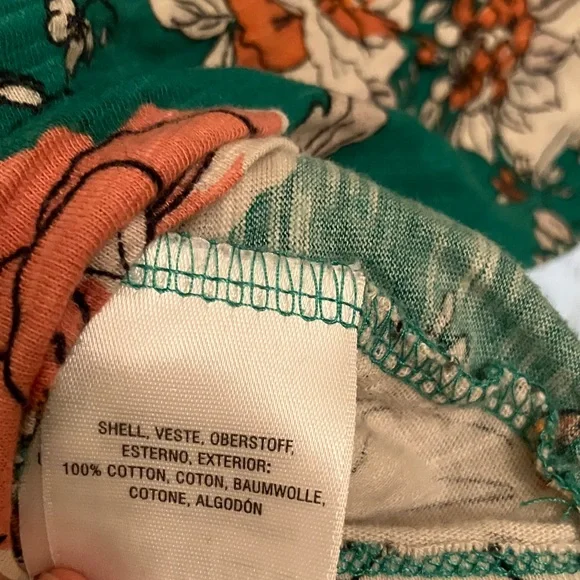 SHELL, VESTE, OBERSTOFF,
ESTERNO, EXTERIOR:
100% COTTON, COTON, BAUMWOLLE,
COTONE, ALGODÓN